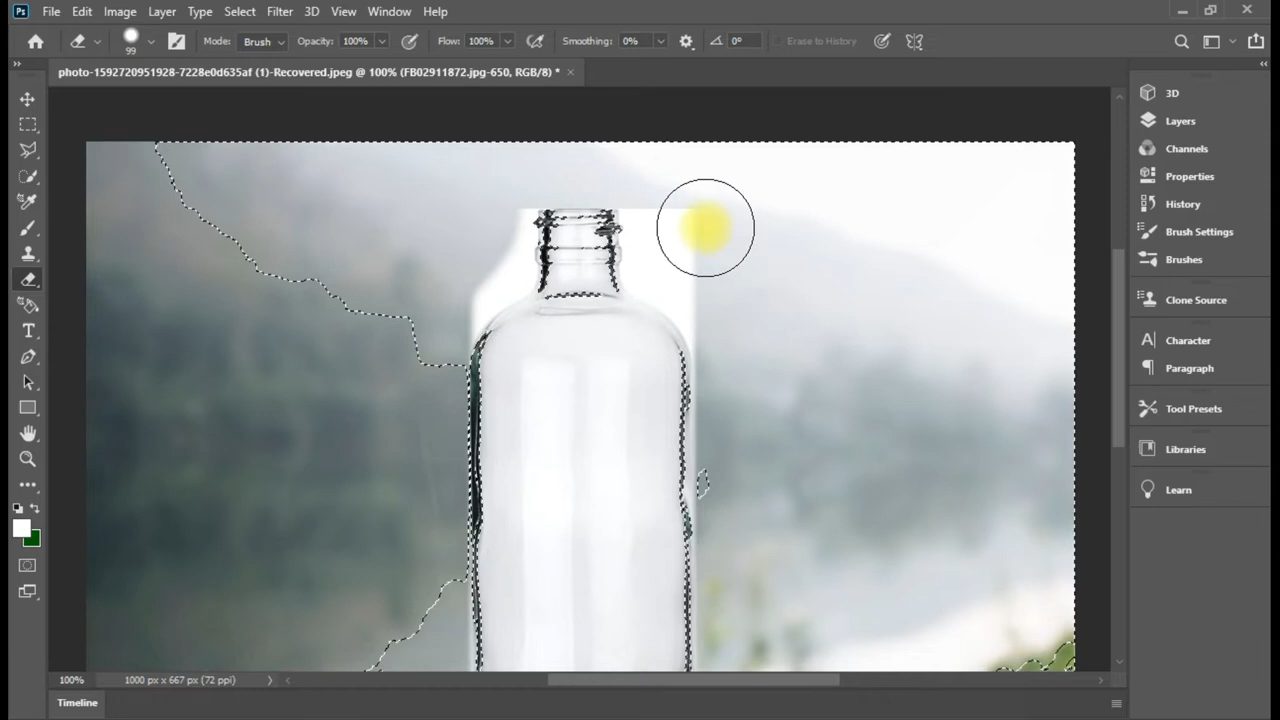 Ps File Edit Image Layer Type Select Filter 3D View Window Help
99 Mode: Brush Opacity: 100% Flow: 100% Smoothing: 0% 0° Erase to History
photo-1592720951928-7228e0d635af (1)-Recovered.jpeg @ 100% (FB02911872.jpg-650, RGB/8) *
3D
Layers
Channels
Properties
History
Brush Settings
Brushes
Clone Source
Character
Paragraph
Tool Presets
Libraries
Learn
100% 1000 px x 667 px (72 ppi)
Timeline